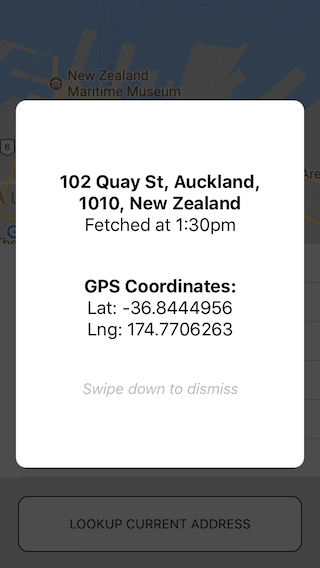 New Zealand
Maritime Museum
6
102 Quay St, Auckland,
1010, New Zealand
Fetched at 1:30pm
GPS Coordinates:
Lat: -36.8444956
Lng: 174.7706263
Swipe down to dismiss
LOOKUP CURRENT ADDRESS